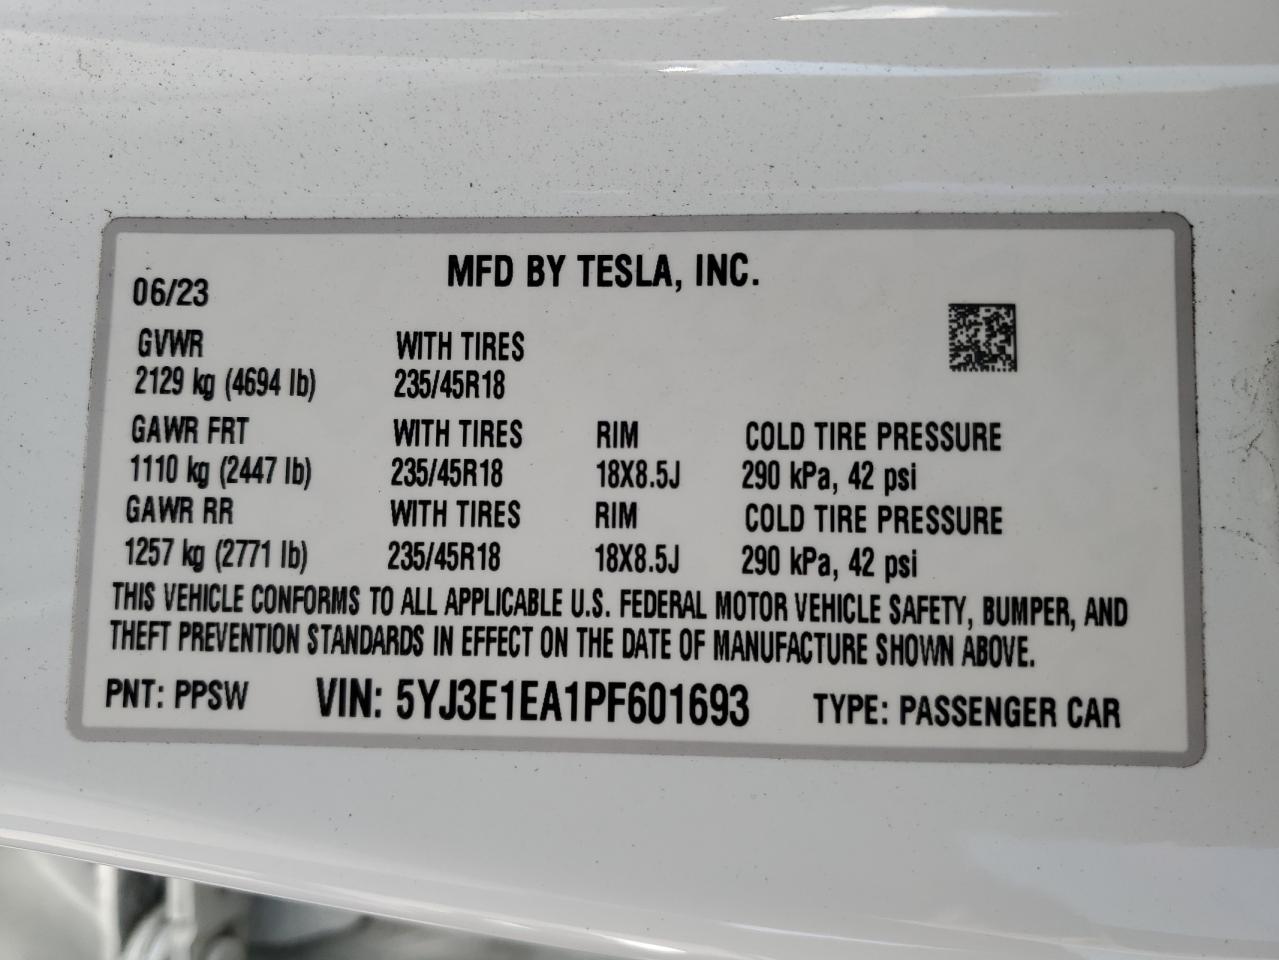 MFD BY TESLA, INC.
06/23
GVWR WITH TIRES
2129 kg (4694 lb) 235/45R18
GAWR FRT WITH TIRES RIM COLD TIRE PRESSURE
1110 kg (2447 lb) 235/45R18 18X8.5J 290 kPa, 42 psi
GAWR RR WITH TIRES RIM COLD TIRE PRESSURE
1257 kg (2771 lb) 235/45R18 18X8.5J 290 kPa, 42 psi
THIS VEHICLE CONFORMS TO ALL APPLICABLE U.S. FEDERAL MOTOR VEHICLE SAFETY, BUMPER, AND
THEFT PREVENTION STANDARDS IN EFFECT ON THE DATE OF MANUFACTURE SHOWN ABOVE.
PNT: PPSW VIN: 5YJ3E1EA1PF601693 TYPE: PASSENGER CAR